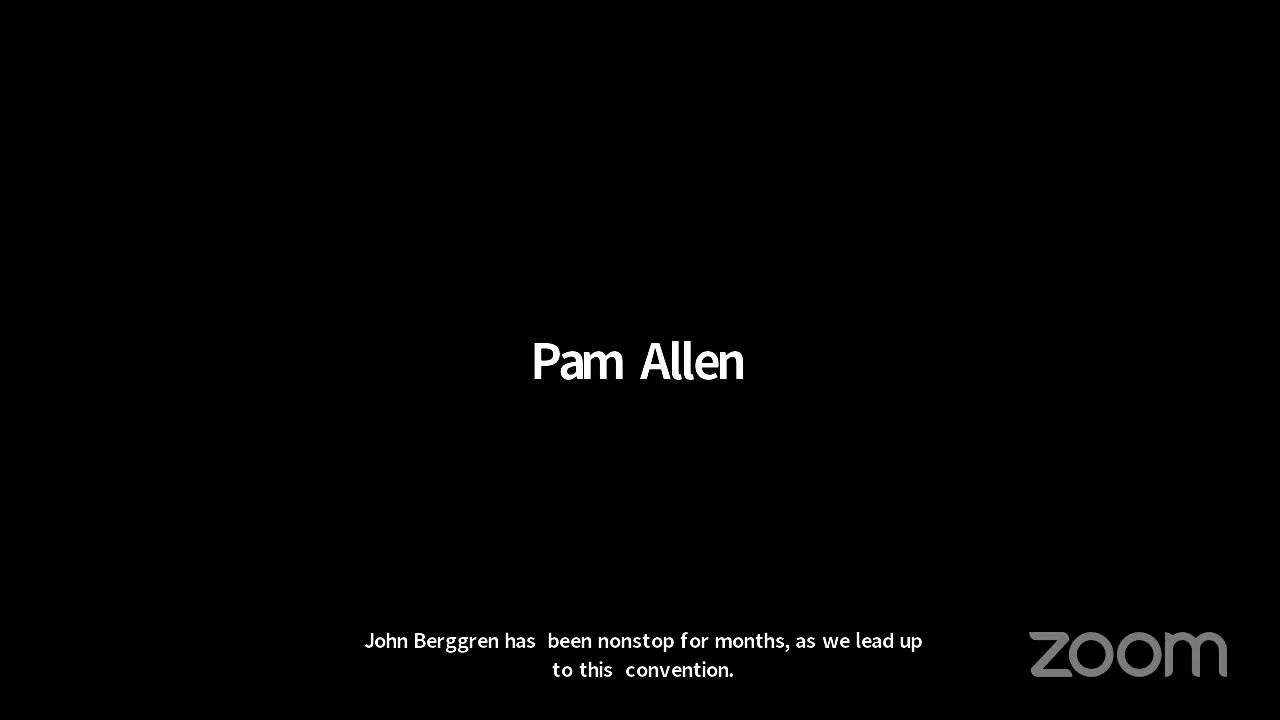 Pam Allen
John Berggren has been nonstop for months, as we lead up
to this convention.
zoom